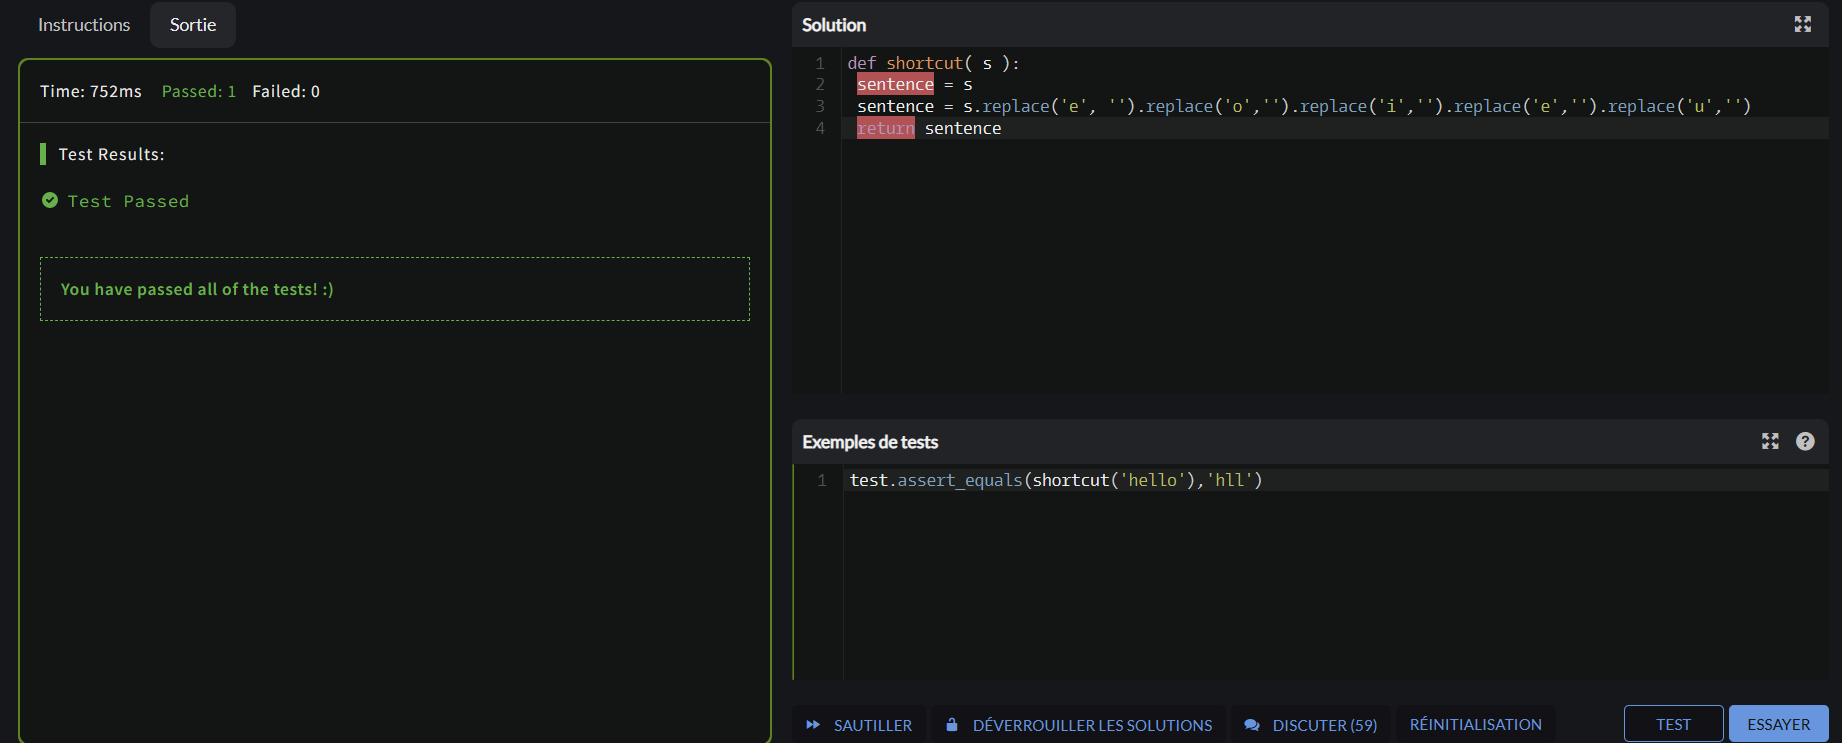 Instructions
Sortie
Time: 752ms Passed: 1 Failed: 0
Test Results:
Test Passed
You have passed all of the tests! :)
Solution
1 def shortcut( s ):
2 sentence = s
3 sentence = s.replace('e', '').replace('o','').replace('i','').replace('e','').replace('u','')
4 return sentence
Exemples de tests
?
1 test.assert_equals(shortcut('hello'),'hll')
SAUTILLER
DÉVERROUILLER LES SOLUTIONS
DISCUTER (59)
RÉINITIALISATION
TEST
ESSAYER